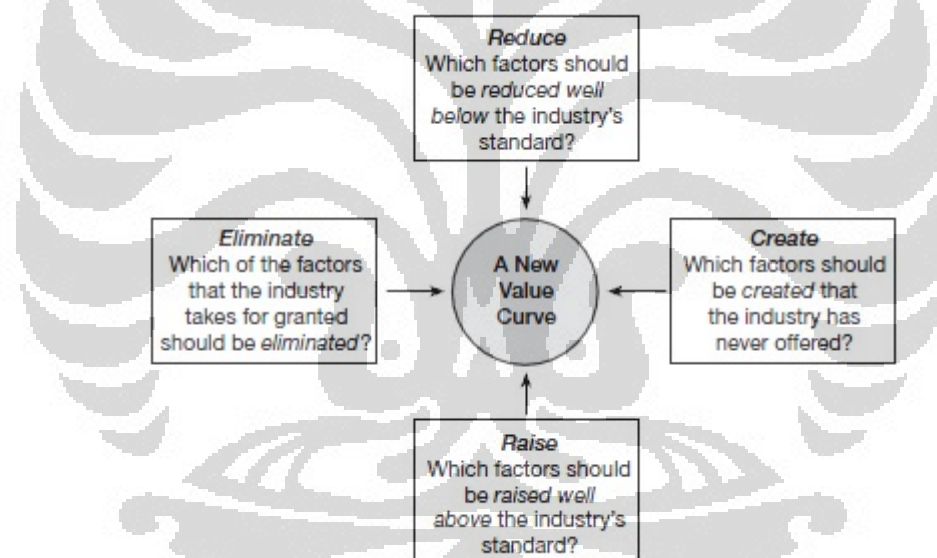 Reduce
Which factors should
be reduced well
below the industry's
standard?
Eliminate
Which of the factors
that the industry
takes for granted
should be eliminated?
A New
Value
Curve
Create
Which factors should
be created that
the industry has
never offered?
Raise
Which factors should
be raised well
above the industry's
standard?